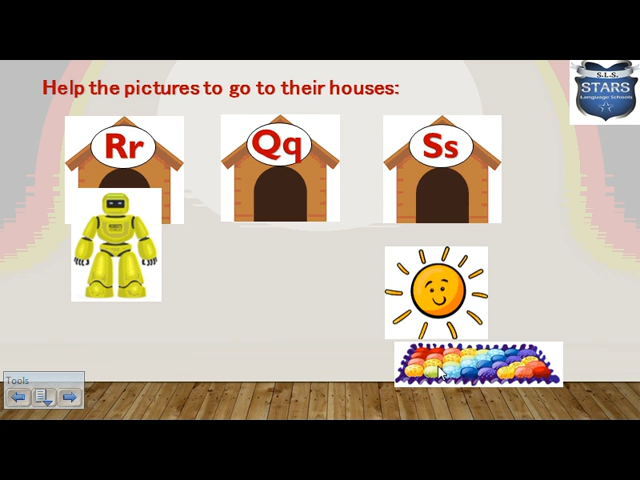 Help the pictures to go to their houses:
S.L.S.
STARS
Language Schools
Rr
Qq
Ss
Tools